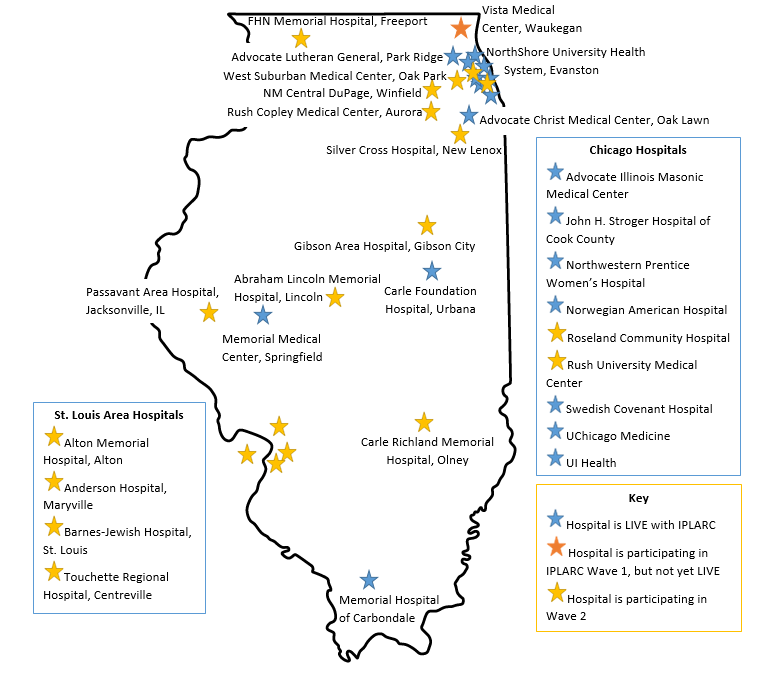 FHN Memorial Hospital, Freeport
Vista Medical
Center, Waukegan
Advocate Lutheran General, Park Ridge
NorthShore University Health
System, Evanston
West Suburban Medical Center, Oak Park
NM Central DuPage, Winfield
Rush Copley Medical Center, Aurora
Advocate Christ Medical Center, Oak Lawn
Silver Cross Hospital, New Lenox
Gibson Area Hospital, Gibson City
Abraham Lincoln Memorial
Hospital, Lincoln
Carle Foundation
Hospital, Urbana
Passavant Area Hospital,
Jacksonville, IL
Memorial Medical
Center, Springfield
Carle Richland Memorial
Hospital, Olney
Memorial Hospital
of Carbondale
St. Louis Area Hospitals
Alton Memorial
Hospital, Alton
Anderson Hospital,
Maryville
Barnes-Jewish Hospital,
St. Louis
Touchette Regional
Hospital, Centreville
Chicago Hospitals
Advocate Illinois Masonic
Medical Center
John H. Stroger Hospital of
Cook County
Northwestern Prentice
Women's Hospital
Norwegian American Hospital
Roseland Community Hospital
Rush University Medical
Center
Swedish Covenant Hospital
UChicago Medicine
UI Health
Key
Hospital is LIVE with IPLARC
Hospital is participating in
IPLARC Wave 1, but not yet LIVE
Hospital is participating in
Wave 2